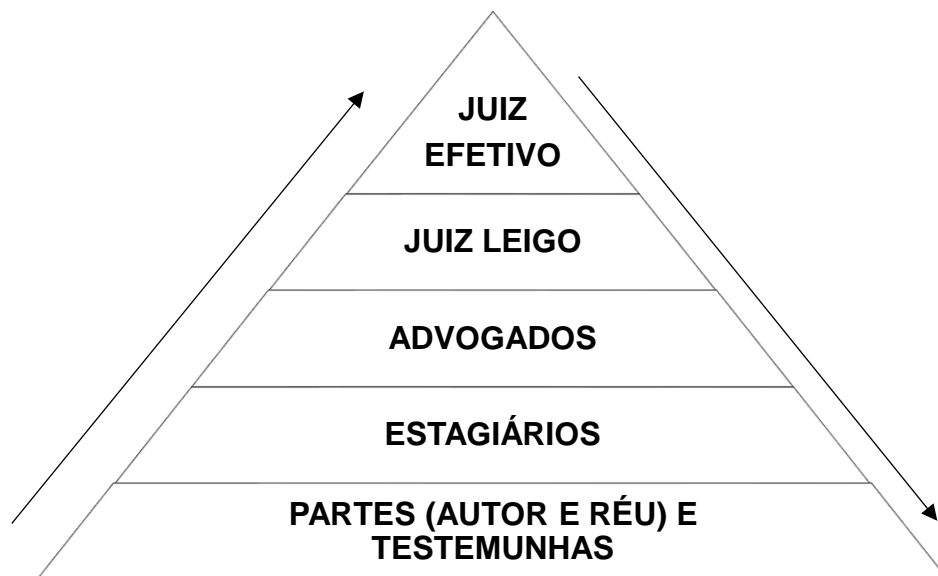 JUIZ
EFETIVO
JUIZ LEIGO
ADVOGADOS
ESTAGIÁRIOS
PARTES (AUTOR E RÉU) E
TESTEMUNHAS